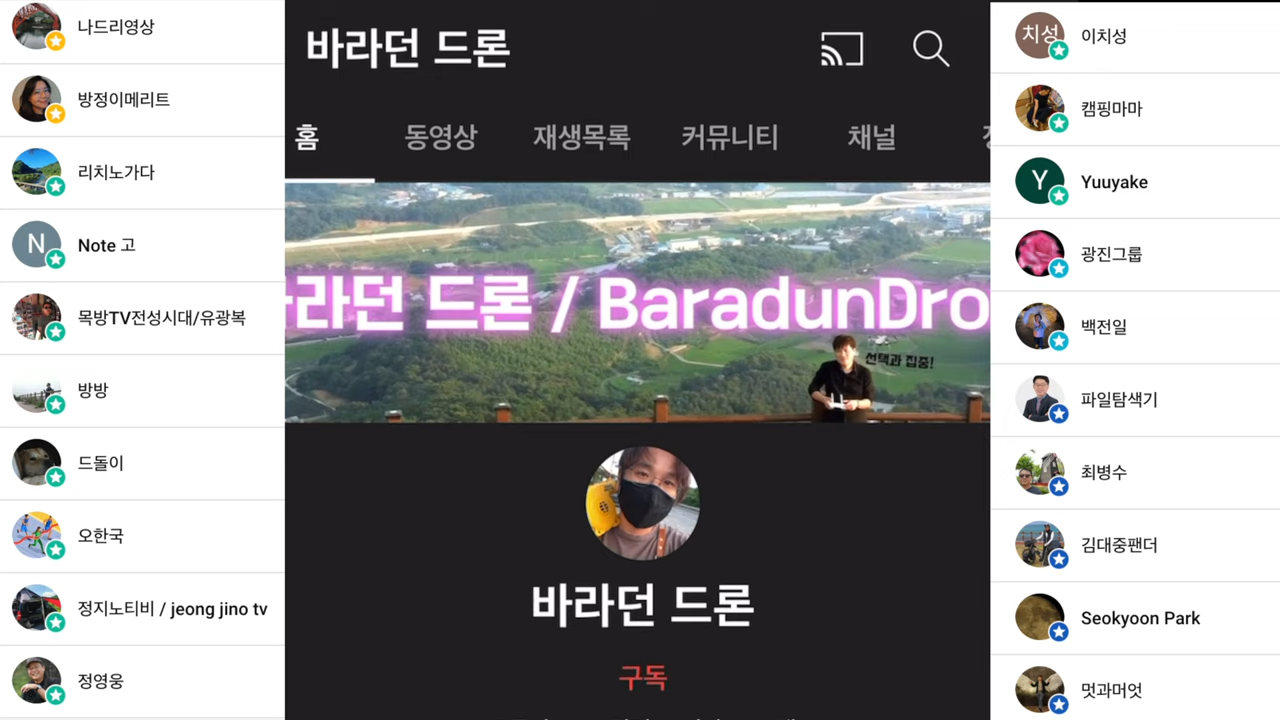 나드리영상
방정이메리트
리치노가다
N
Note 고
목방TV전성시대/유광복
방방
드돌이
오한국
정지노티비 / jeong jino tv
정영웅
바라던 드론
홈 동영상 재생목록 커뮤니티 채널
라던 드론 / BaradunDro
선택과 집중!
바라던 드론
구독
치성
이치성
캠핑마마
Y
Yuuyake
광진그룹
백전일
파일탐색기
최병수
김대중팬더
Seokyoon Park
멋과머엇